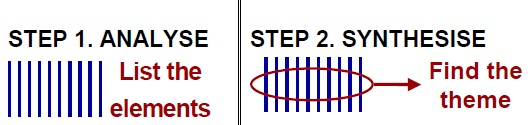 STEP 1. ANALYSE
List the
elements
STEP 2. SYNTHESISE
Find the
theme